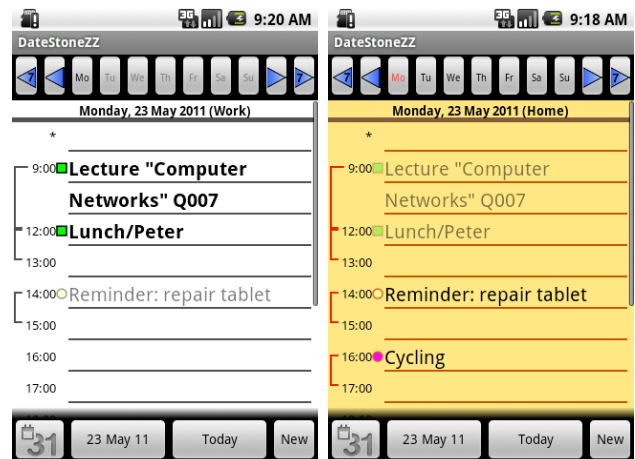 3G 9:20 AM
DateStoneZZ
7 Mo Tu We Th Fr Sa Su 7
Monday, 23 May 2011 (Work)
*
9:00 Lecture "Computer
Networks" Q007
12:00 Lunch/Peter
13:00
14:00 Reminder: repair tablet
15:00
16:00
17:00
31 23 May 11 Today New
3G 9:18 AM
DateStoneZZ
7 Mo Tu We Th Fr Sa Su 7
Monday, 23 May 2011 (Home)
*
9:00 Lecture "Computer
Networks" Q007
12:00 Lunch/Peter
13:00
14:00 Reminder: repair tablet
15:00
16:00 Cycling
17:00
31 23 May 11 Today New